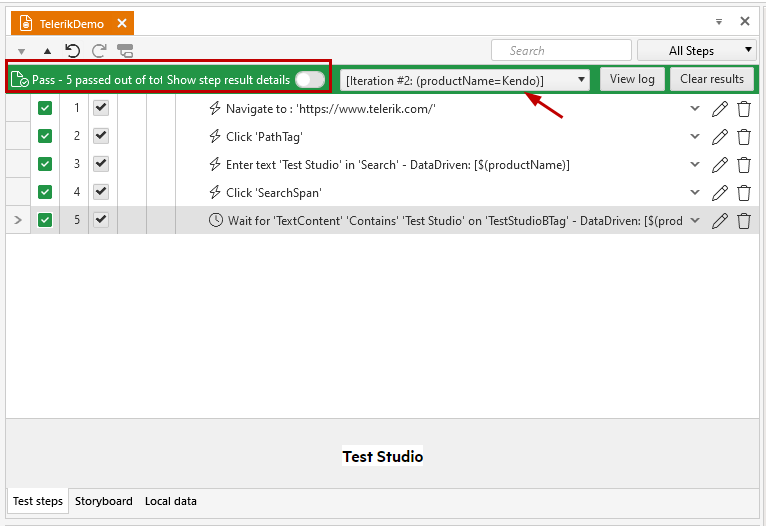 TelerikDemo
Search
All Steps
Pass - 5 passed out of tot Show step result details
[Iteration #2: (productName=Kendo)]
View log
Clear results
1 Navigate to : 'https://www.telerik.com/'
2 Click 'PathTag'
3 Enter text 'Test Studio' in 'Search' - DataDriven: [$(productName)]
4 Click 'SearchSpan'
5 Wait for 'TextContent' 'Contains' 'Test Studio' on 'TestStudioBTag' - DataDriven: [$(prod
Test Studio
Test steps Storyboard Local data